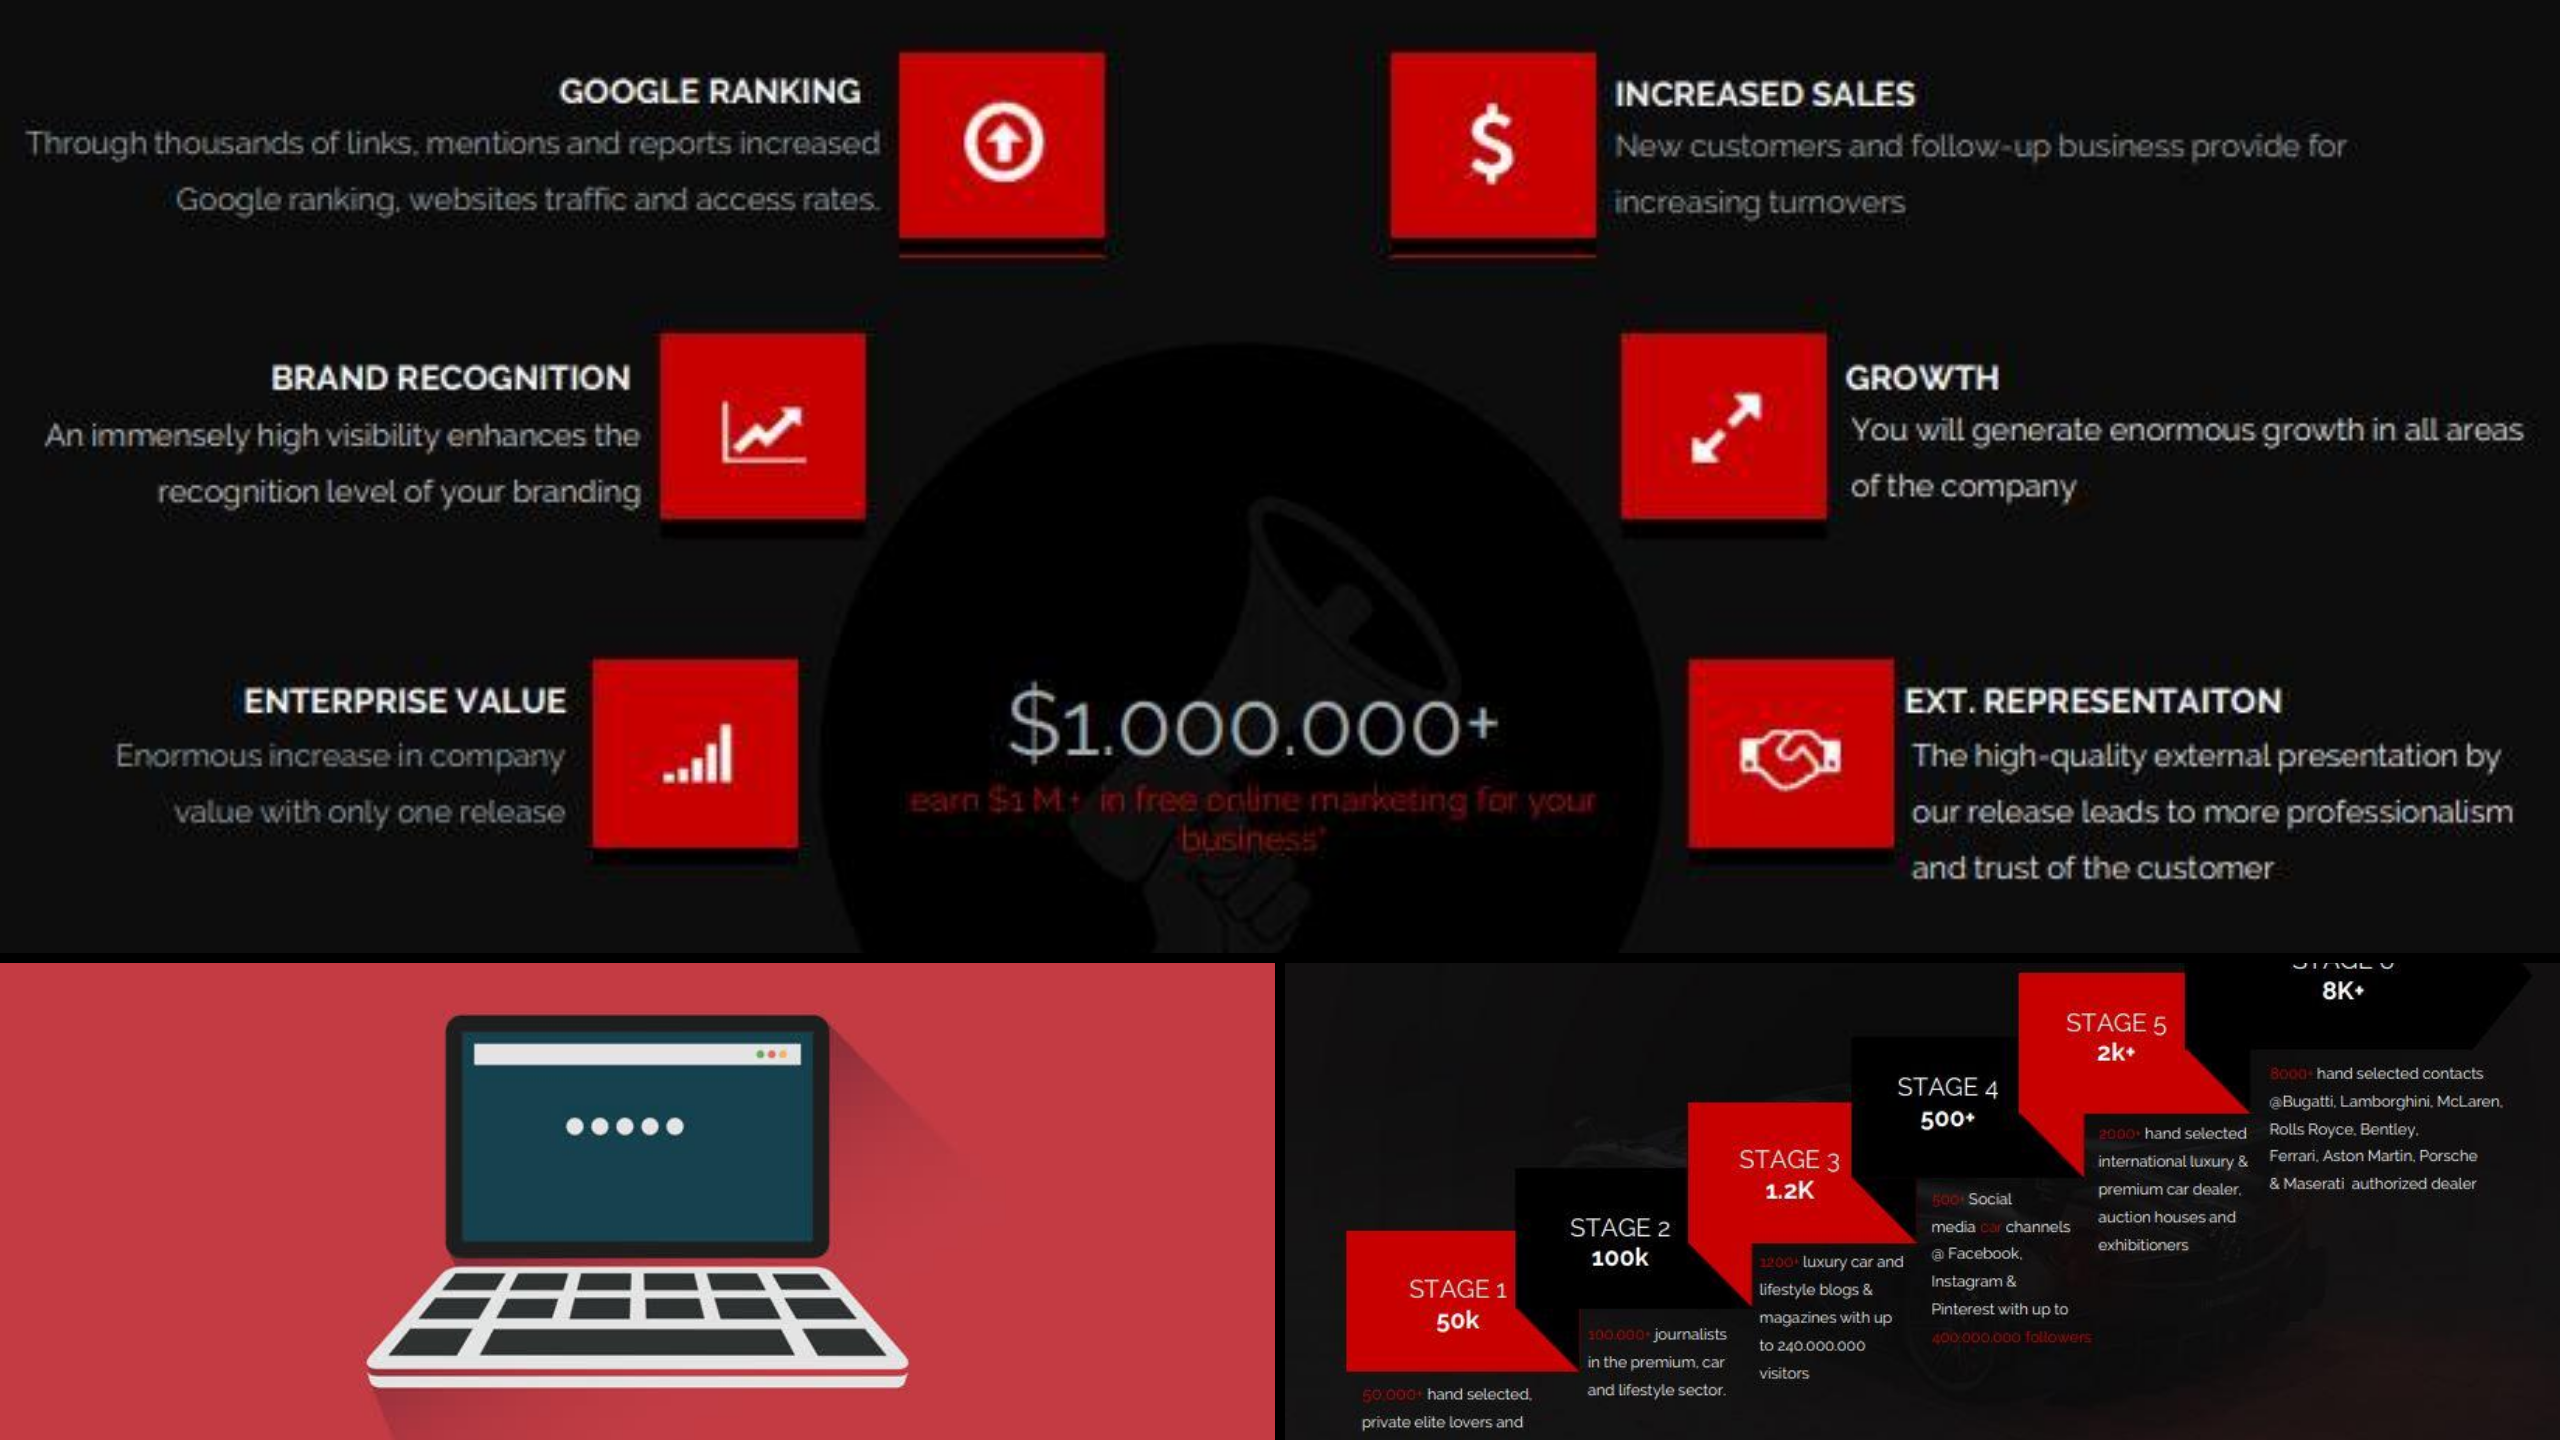 GOOGLE RANKING
Through thousands of links, mentions and reports increased
Google ranking, websites traffic and access rates.
INCREASED SALES
New customers and follow-up business provide for
increasing turnovers
BRAND RECOGNITION
An immensely high visibility enhances the
recognition level of your branding
GROWTH
You will generate enormous growth in all areas
of the company
ENTERPRISE VALUE
Enormous increase in company
value with only one release
$1.000.000+
earn $1 M.+ in free online marketing for your
business*
EXT. REPRESENTAITON
The high-quality external presentation by
our release leads to more professionalism
and trust of the customer
STAGE 1
50k
50,000+ hand selected,
private elite lovers and
STAGE 2
100k
100.000+ journalists
in the premium, car
and lifestyle sector.
STAGE 3
1.2K
1200+ luxury car and
lifestyle blogs &
magazines with up
to 240.000.000
visitors
STAGE 4
500+
500+ Social
media car channels
@ Facebook,
Instagram &
Pinterest with up to
400.000.000 followers
STAGE 5
2k+
2000+ hand selected
international luxury &
premium car dealer,
auction houses and
exhibitioners
8K+
8000+ hand selected contacts
@Bugatti, Lamborghini, McLaren,
Rolls Royce, Bentley,
Ferrari, Aston Martin, Porsche
& Maserati authorized dealer